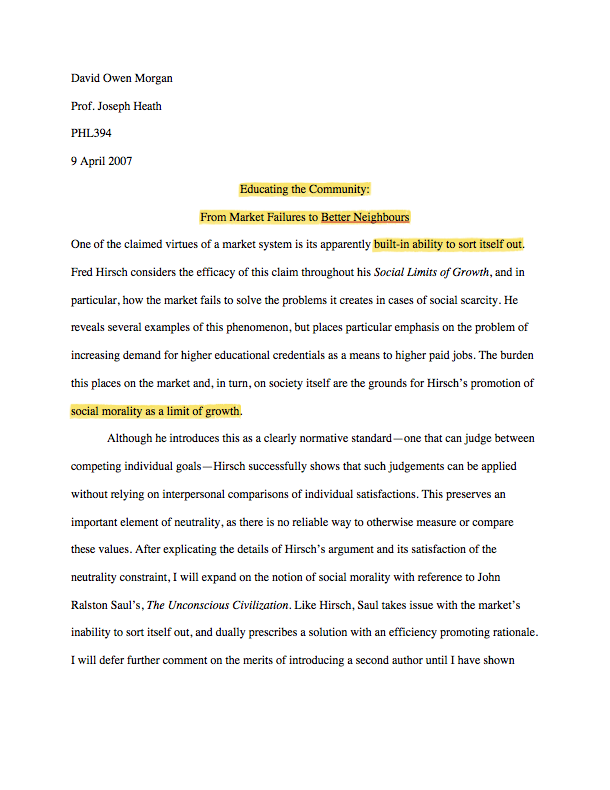 David Owen Morgan
Prof. Joseph Heath
PHL394
9 April 2007
Educating the Community:
From Market Failures to Better Neighbours
One of the claimed virtues of a market system is its apparently built-in ability to sort itself out.
Fred Hirsch considers the efficacy of this claim throughout his Social Limits of Growth, and in
particular, how the market fails to solve the problems it creates in cases of social scarcity. He
reveals several examples of this phenomenon, but places particular emphasis on the problem of
increasing demand for higher educational credentials as a means to higher paid jobs. The burden
this places on the market and, in turn, on society itself are the grounds for Hirsch’s promotion of
social morality as a limit of growth.
Although he introduces this as a clearly normative standard—one that can judge between
competing individual goals—Hirsch successfully shows that such judgements can be applied
without relying on interpersonal comparisons of individual satisfactions. This preserves an
important element of neutrality, as there is no reliable way to otherwise measure or compare
these values. After explicating the details of Hirsch’s argument and its satisfaction of the
neutrality constraint, I will expand on the notion of social morality with reference to John
Ralston Saul’s, The Unconscious Civilization. Like Hirsch, Saul takes issue with the market’s
inability to sort itself out, and dually prescribes a solution with an efficiency promoting rationale.
I will defer further comment on the merits of introducing a second author until I have shown